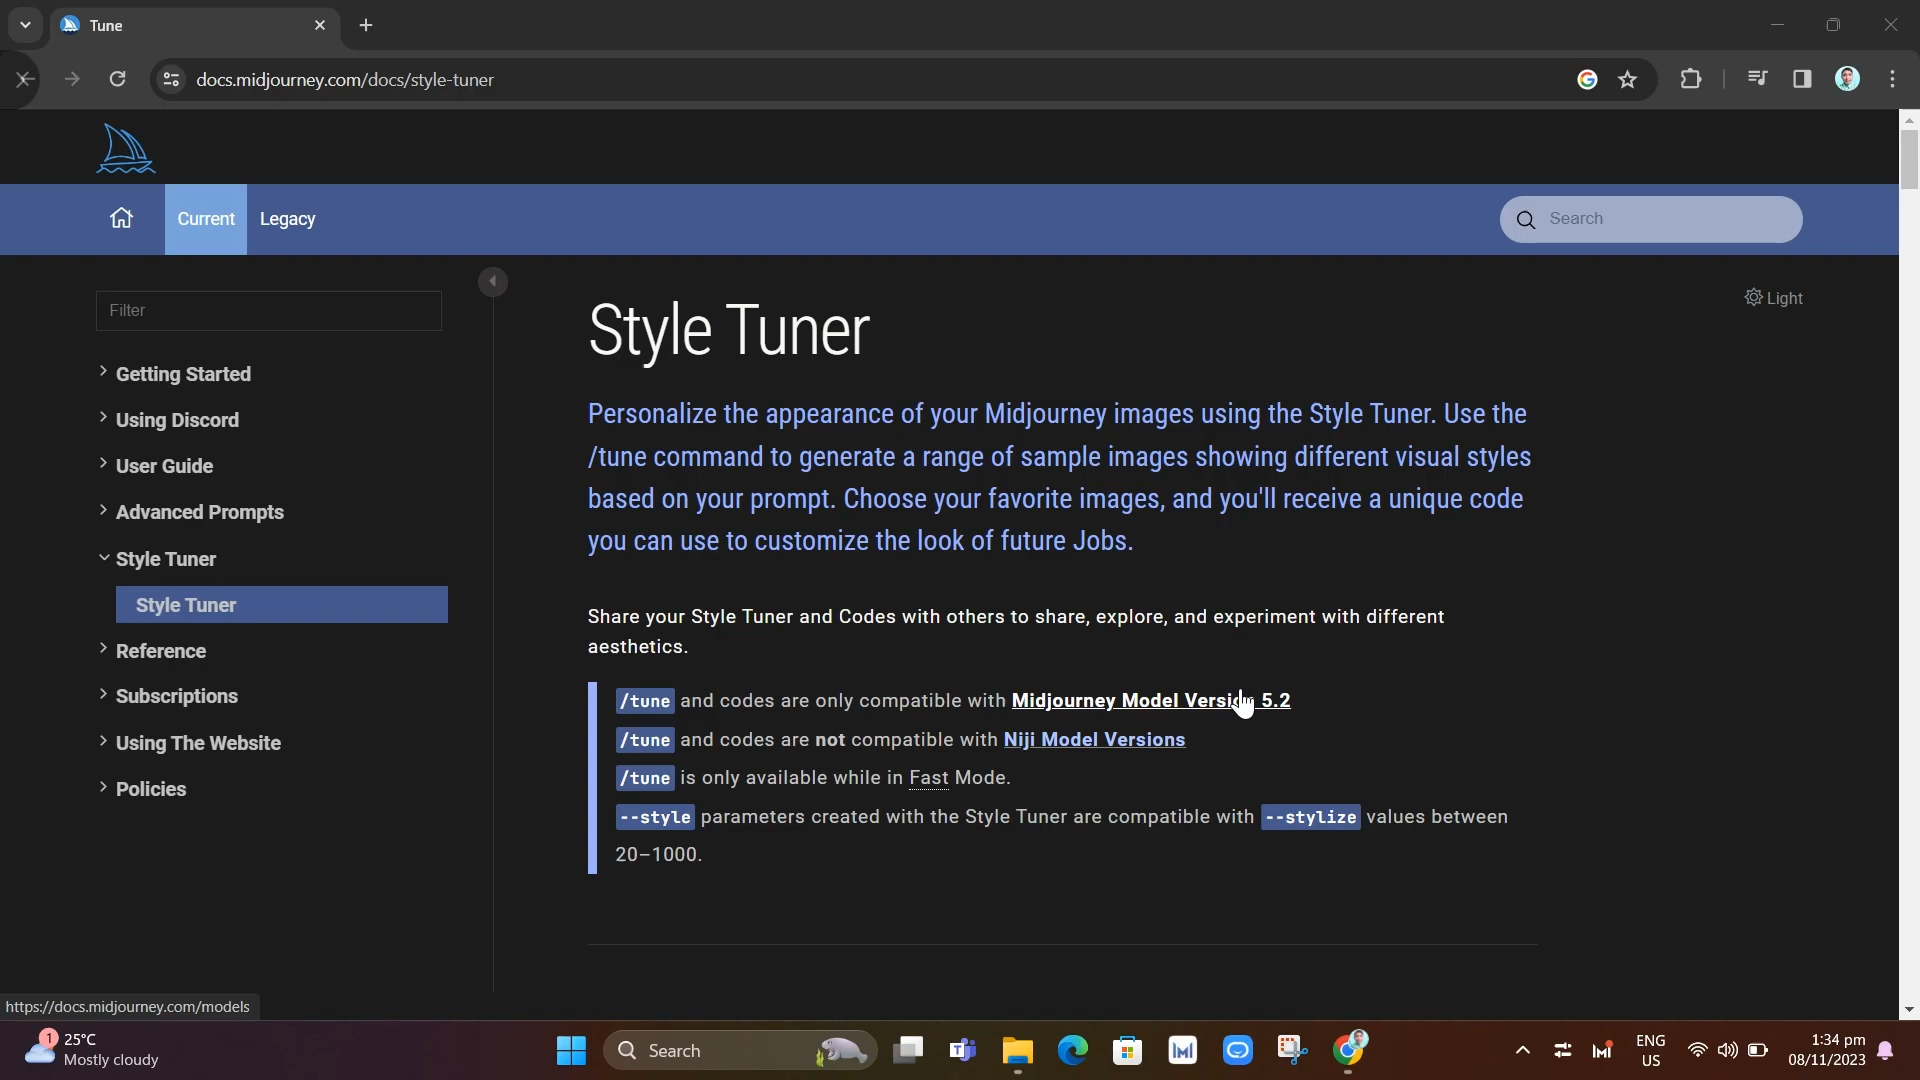 Tune
docs.midjourney.com/docs/style-tuner
Current
Legacy
Search
Filter
Light
Getting Started
Using Discord
User Guide
Advanced Prompts
Style Tuner
Style Tuner
Reference
Subscriptions
Using The Website
Policies
Style Tuner
Personalize the appearance of your Midjourney images using the Style Tuner. Use the
/tune command to generate a range of sample images showing different visual styles
based on your prompt. Choose your favorite images, and you'll receive a unique code
you can use to customize the look of future Jobs.
Share your Style Tuner and Codes with others to share, explore, and experiment with different
aesthetics.
/tune and codes are only compatible with Midjourney Model Version 5.2
/tune and codes are not compatible with Niji Model Versions
/tune is only available while in Fast Mode.
--style parameters created with the Style Tuner are compatible with --stylize values between
20–1000.
https://docs.midjourney.com/models
1
25°C
Mostly cloudy
Search
ENG
US
1:34 pm
08/11/2023